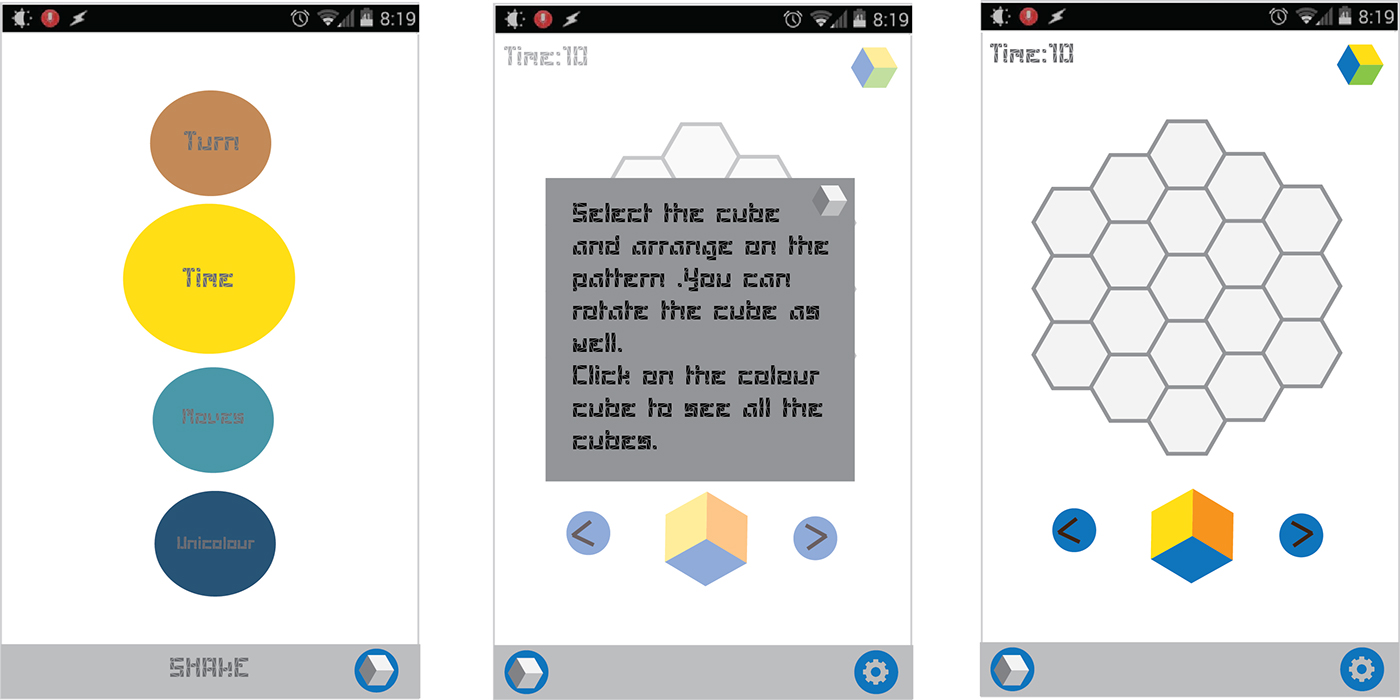 8:19
Turn
Time
Moves
Unicolour
SHAKE
8:19
Time:10
Select the cube
and arrange on the
pattern .You can
rotate the cube as
well.
Click on the colour
cube to see all the
cubes.
< >
8:19
Time:10
< >